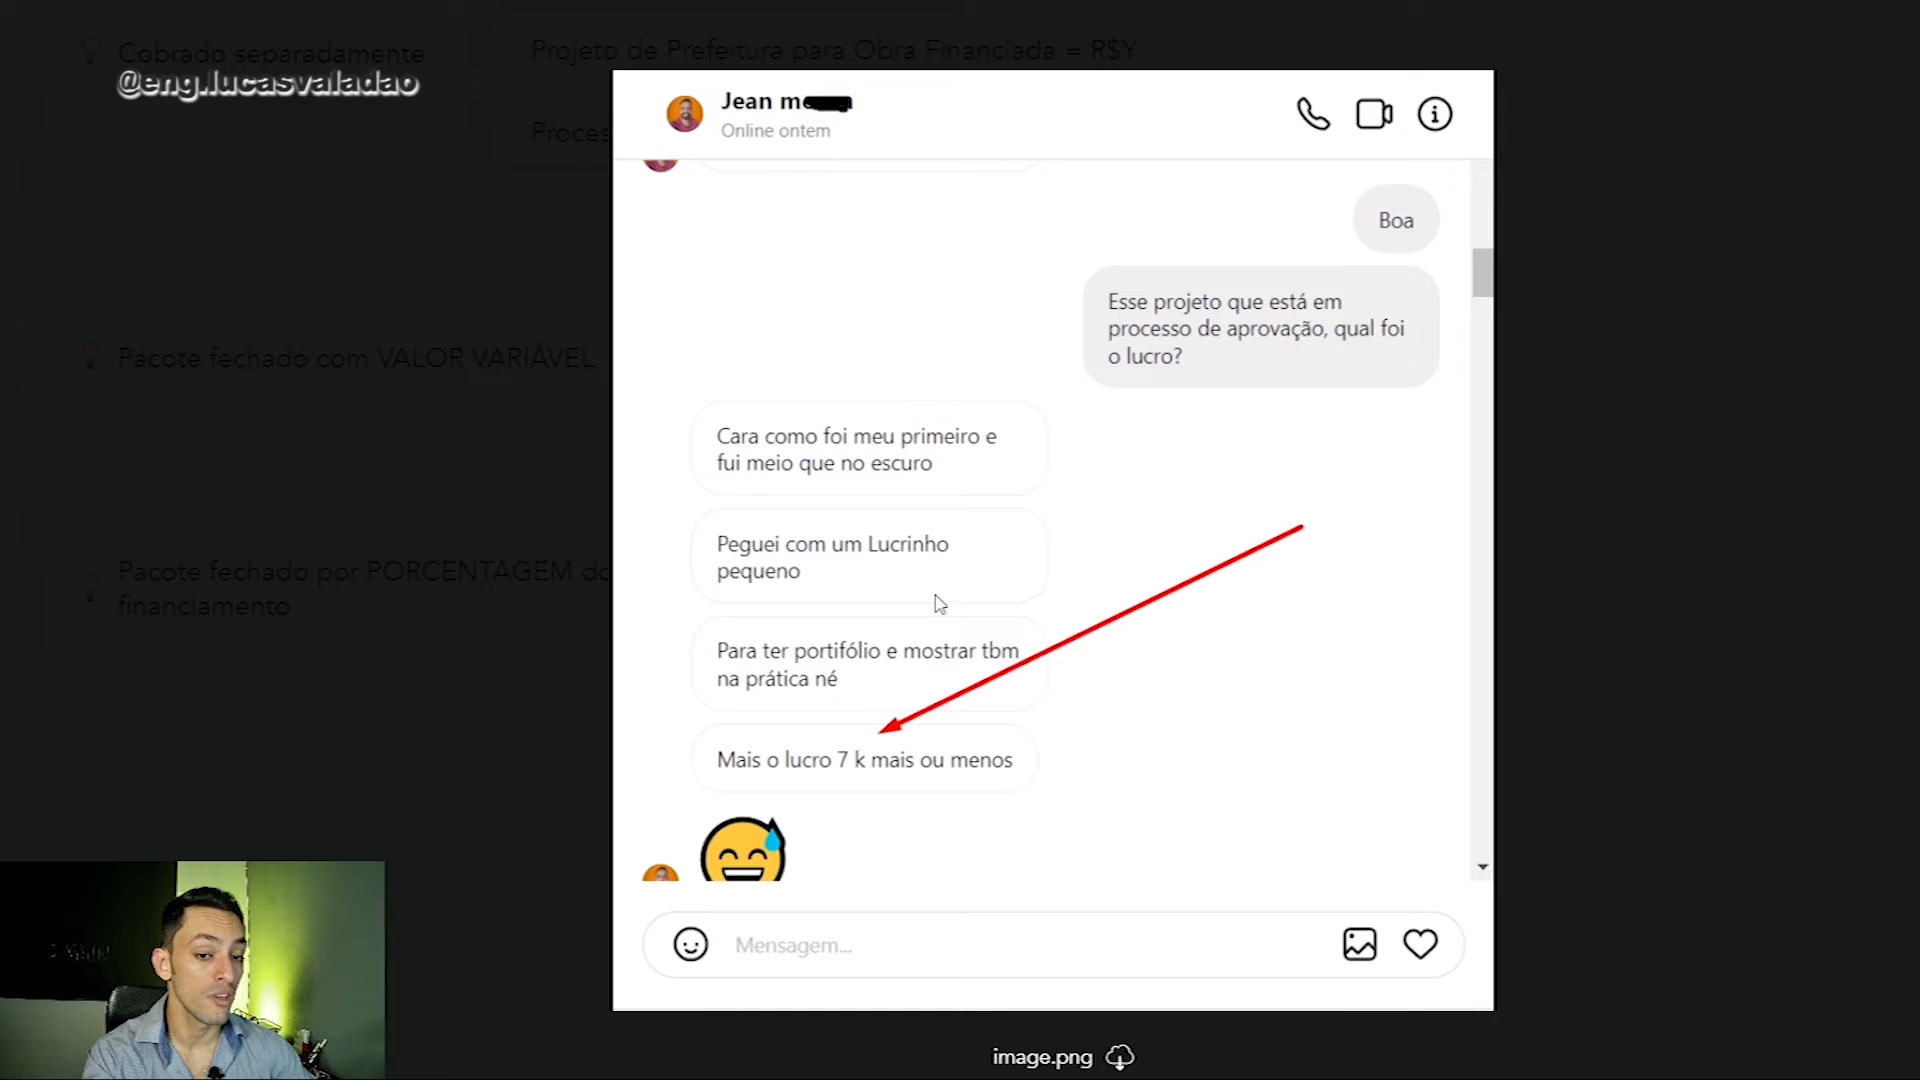 Cobrado separadamente
@eng.lucasvaladao
Projeto de Prefeitura para Obra Financiada = R$Y
Pacote fechado com VALOR VARIÁVEL
Pacote fechado por PORCENTAGEM do
financiamento
Jean
Online ontem
Boa
Esse projeto que está em
processo de aprovação, qual foi
o lucro?
Cara como foi meu primeiro e
fui meio que no escuro
Peguei com um Lucrinho
pequeno
Para ter portifólio e mostrar tbm
na prática né
Mais o lucro 7 k mais ou menos
Mensagem...
image.png